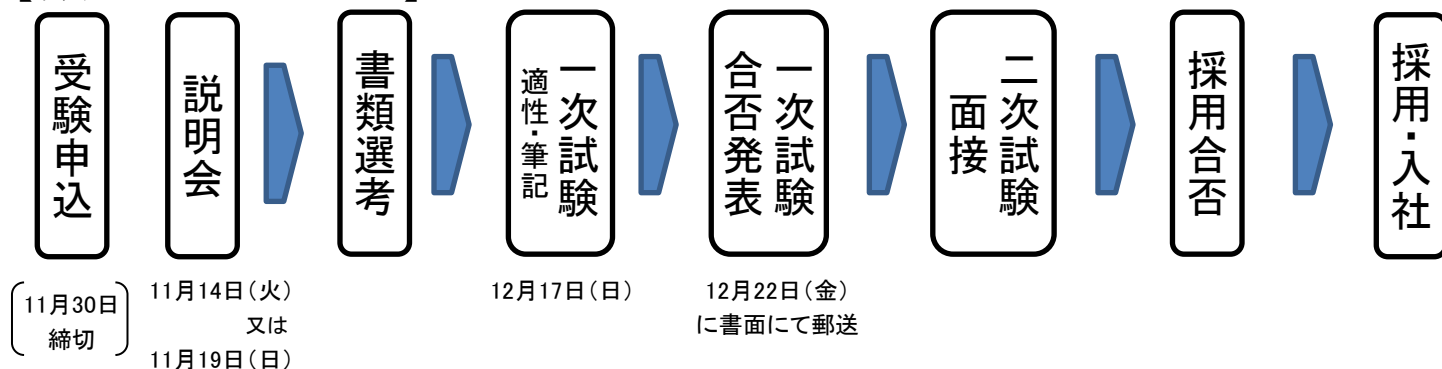 受験申込
説明会
書類選考
一次試験
適性・筆記
一次試験
合否発表
二次試験
面接
採用合否
採用・入社
11月30日
締切
11月14日(火)
又は
11月19日(日)
12月17日(日)
12月22日(金)
に書面にて郵送